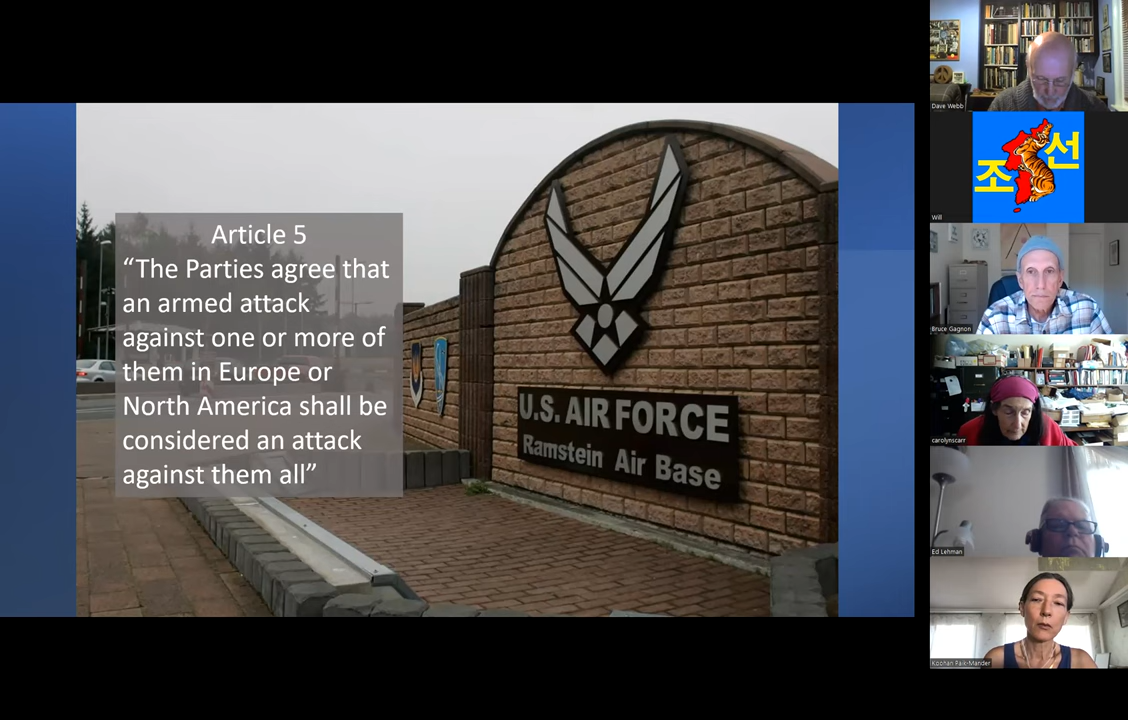 Article 5
“The Parties agree that
an armed attack
against one or more of
them in Europe or
North America shall be
considered an attack
against them all”
U.S. AIR FORCE
Ramstein Air Base
Dave Webb
조선
Will
Bruce Gagnon
carolynscarr
Ed Lehman
Koohan Paik-Mander